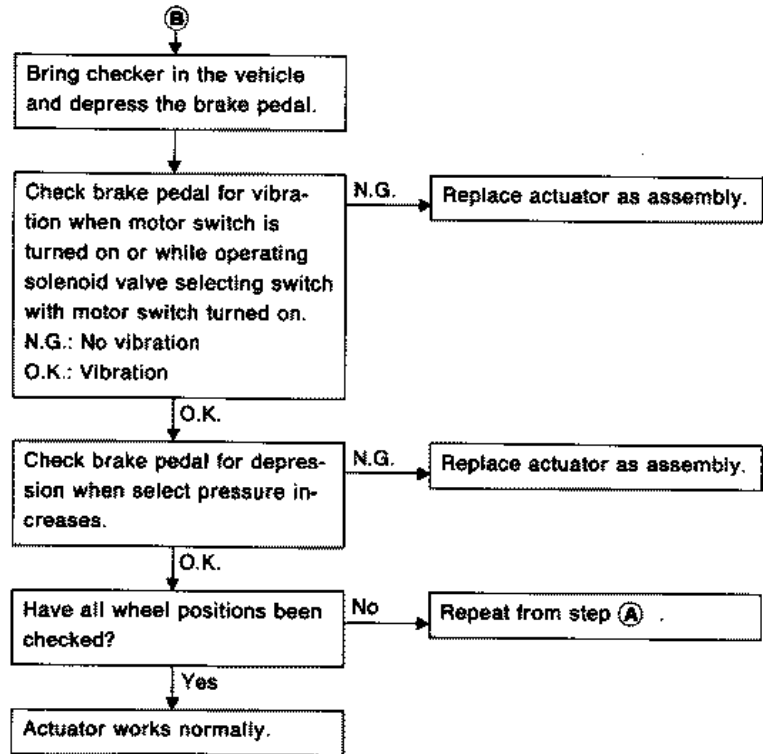 B
Bring checker in the vehicle
and depress the brake pedal.
Check brake pedal for vibra-
tion when motor switch is
turned on or while operating
solenoid valve selecting switch
with motor switch turned on.
N.G.: No vibration
O.K.: Vibration
N.G.
Replace actuator as assembly.
O.K.
Check brake pedal for depres-
sion when select pressure in-
creases.
N.G.
Replace actuator as assembly.
O.K.
Have all wheel positions been
checked?
No
Repeat from step A .
Yes
Actuator works normally.